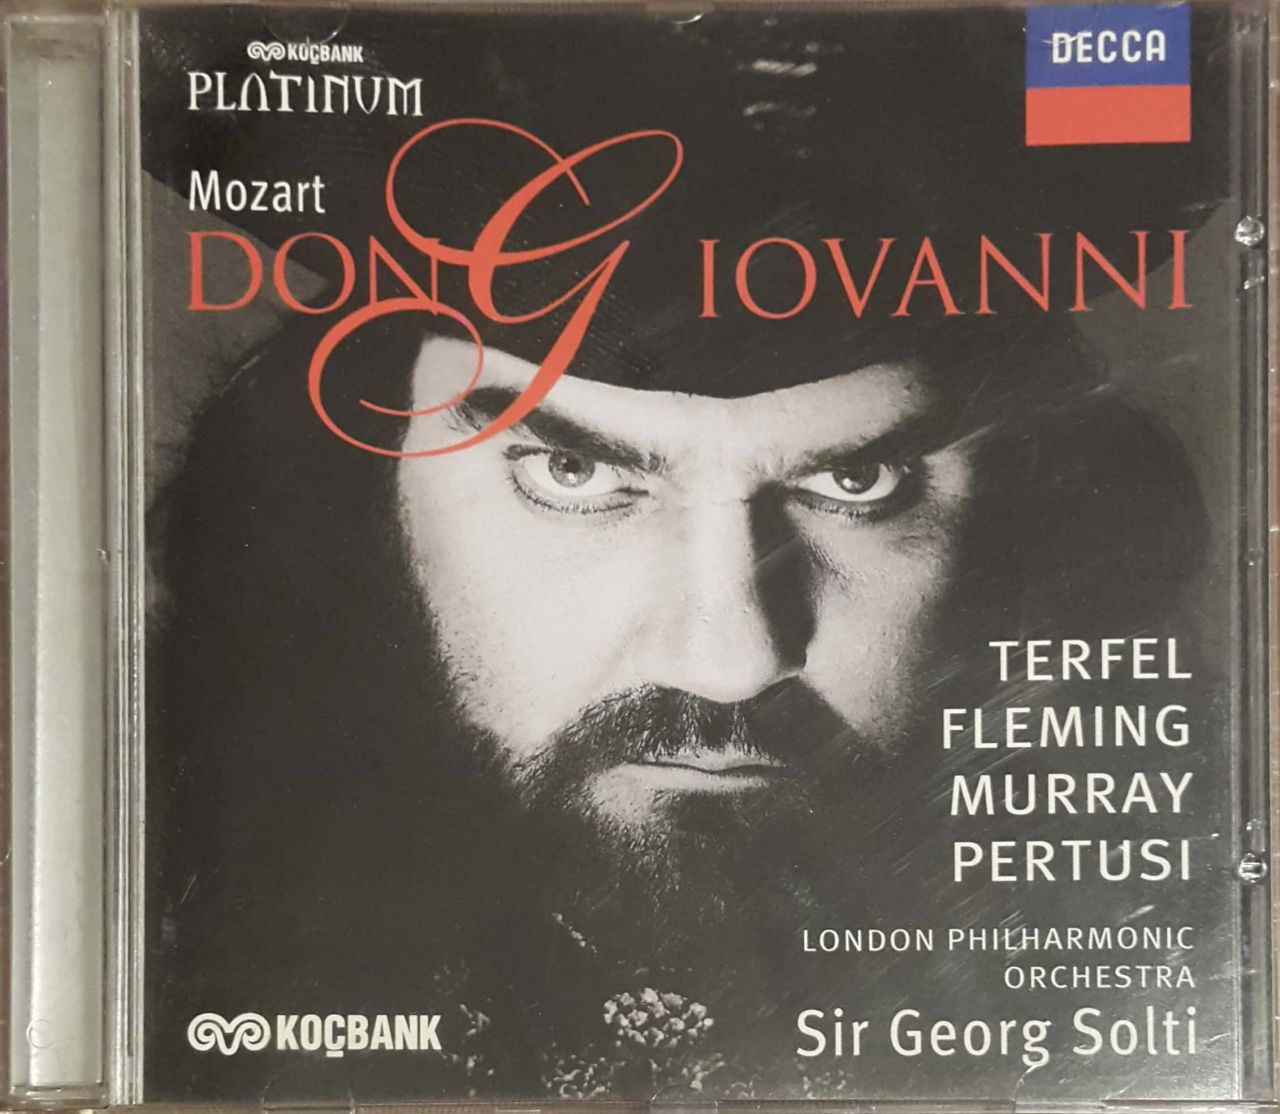 KOÇBANK
PLATINUM
DECCA
Mozart
DON GIOVANNI
TERFEL
FLEMING
MURRAY
PERTUSI
LONDON PHILHARMONIC
ORCHESTRA
Sir Georg Solti
KOÇBANK